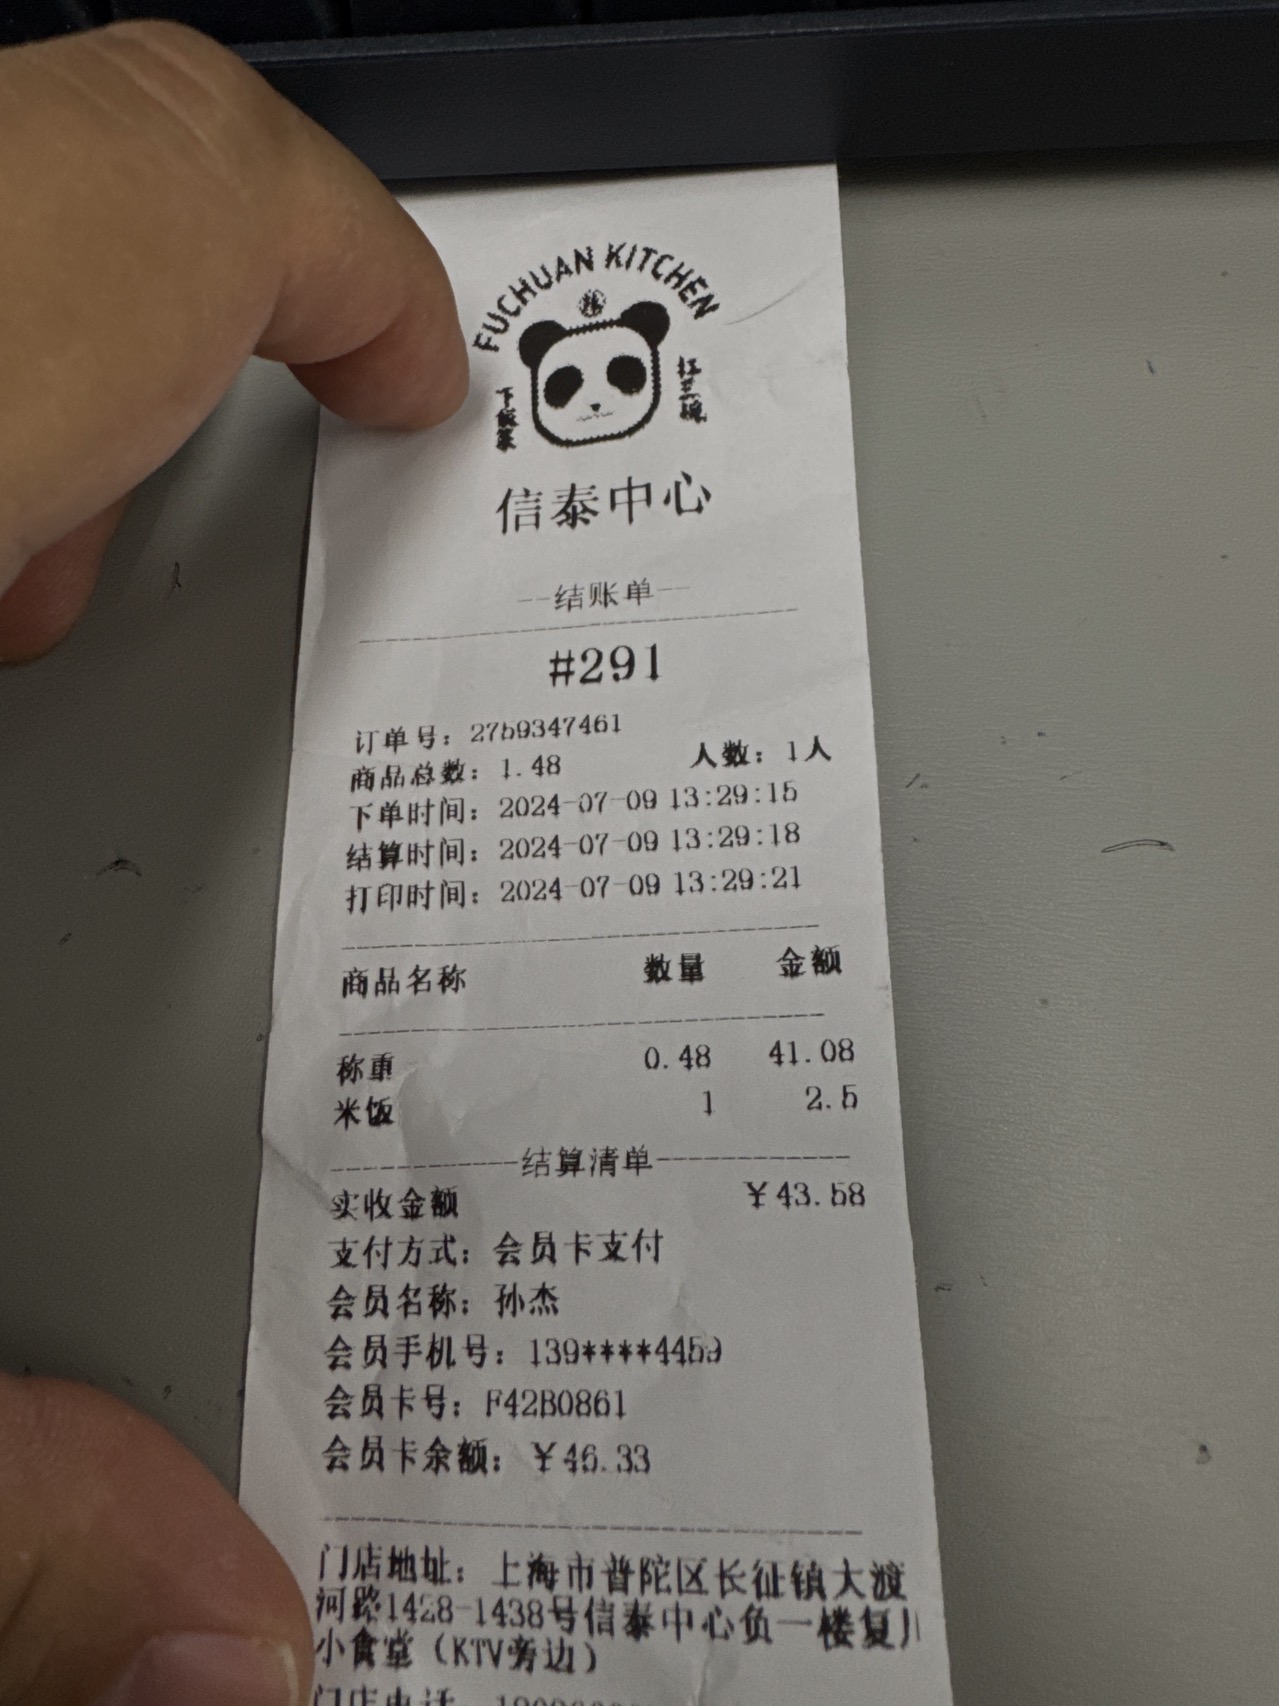 FUCHUAN KITCHEN
下饭菜
扛三碗
信泰中心
--结账单--
#291
订单号：2759347461
商品总数：1.48 人数：1人
下单时间：2024-07-09 13:29:15
结算时间：2024-07-09 13:29:18
打印时间：2024-07-09 13:29:21
商品名称 数量 金额
称重 0.48 41.08
米饭 1 2.5
结算清单
实收金额 ￥43.58
支付方式：会员卡支付
会员名称：孙杰
会员手机号：139****4459
会员卡号：F42B0861
会员卡余额：￥46.33
门店地址：上海市普陀区长征镇大渡
河路1428-1438号信泰中心负一楼复川
小食堂（KTV旁边）
门店电话：